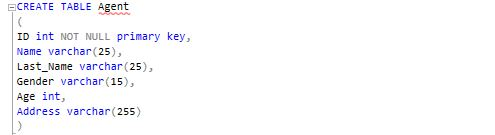 CREATE TABLE Agent
(
ID int NOT NULL primary key,
Name varchar(25),
Last_Name varchar(25),
Gender varchar(15),
Age int,
Address varchar(255)
)